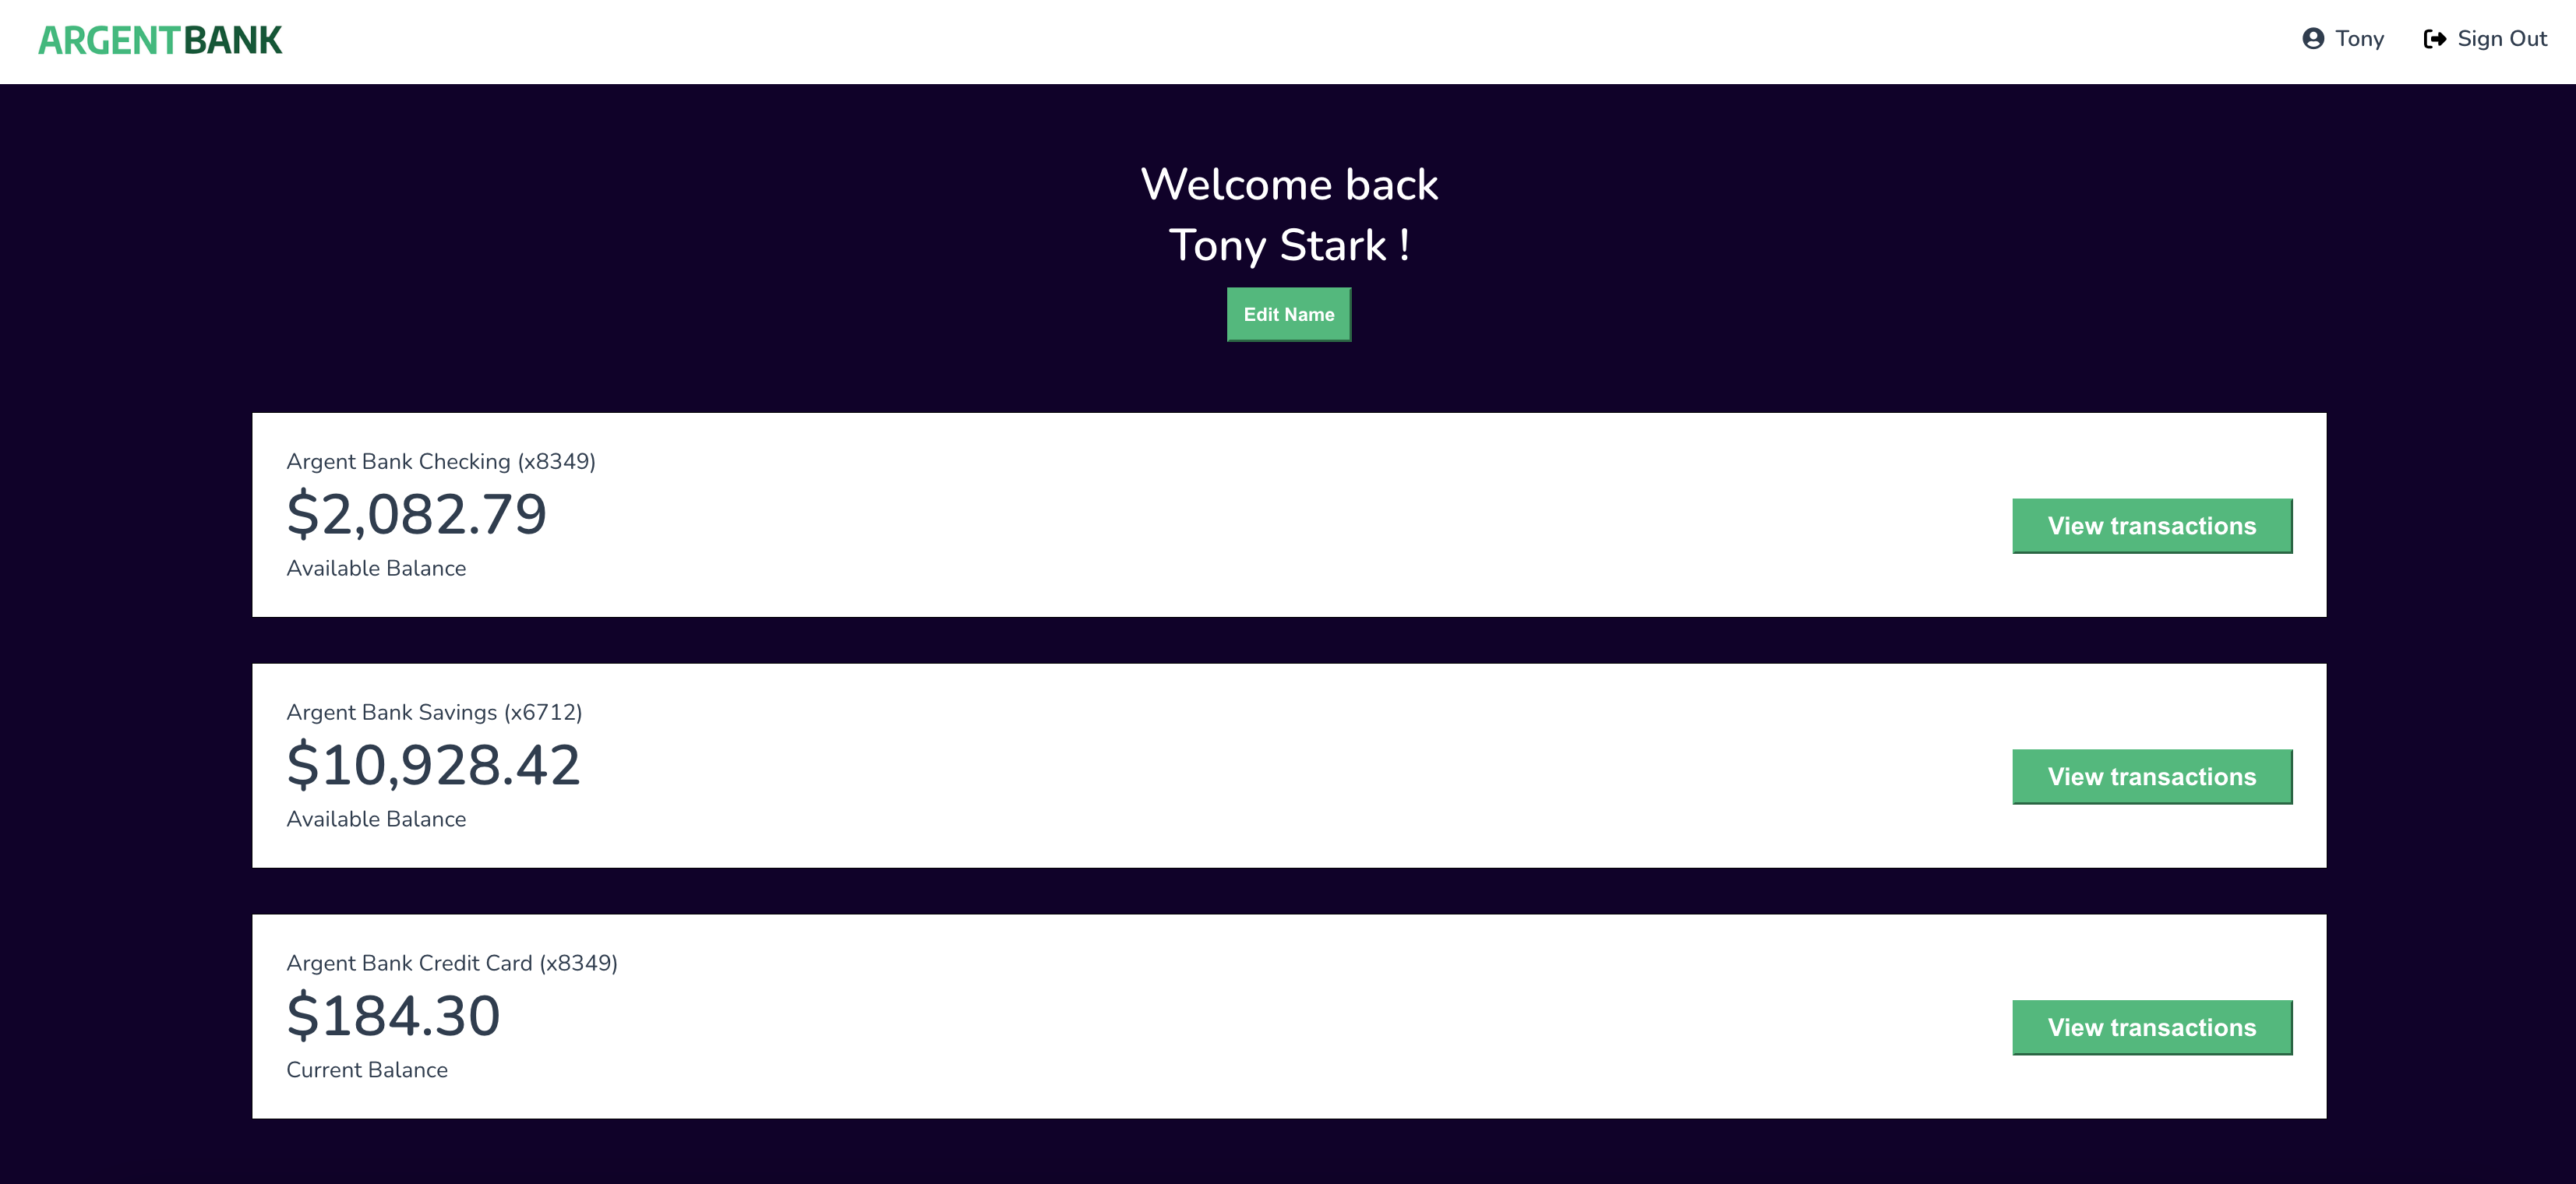 ARGENTBANK
Tony
Sign Out
Welcome back
Tony Stark !
Edit Name
Argent Bank Checking (x8349)
$2,082.79
Available Balance
View transactions
Argent Bank Savings (x6712)
$10,928.42
Available Balance
View transactions
Argent Bank Credit Card (x8349)
$184.30
Current Balance
View transactions